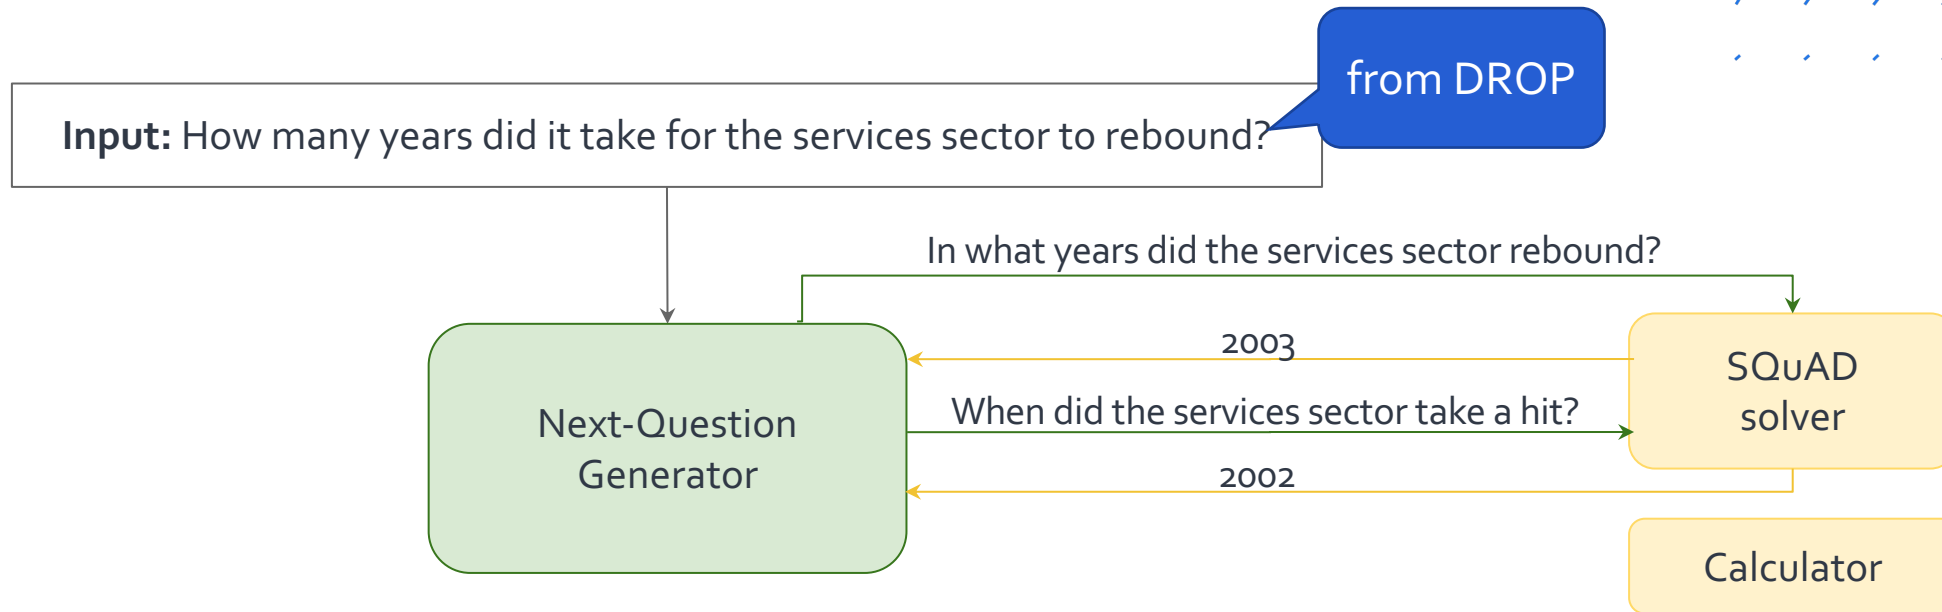 from DROP
Input: How many years did it take for the services sector to rebound?
In what years did the services sector rebound?
2003
When did the services sector take a hit?
2002
Next-Question
Generator
SQuAD
solver
Calculator